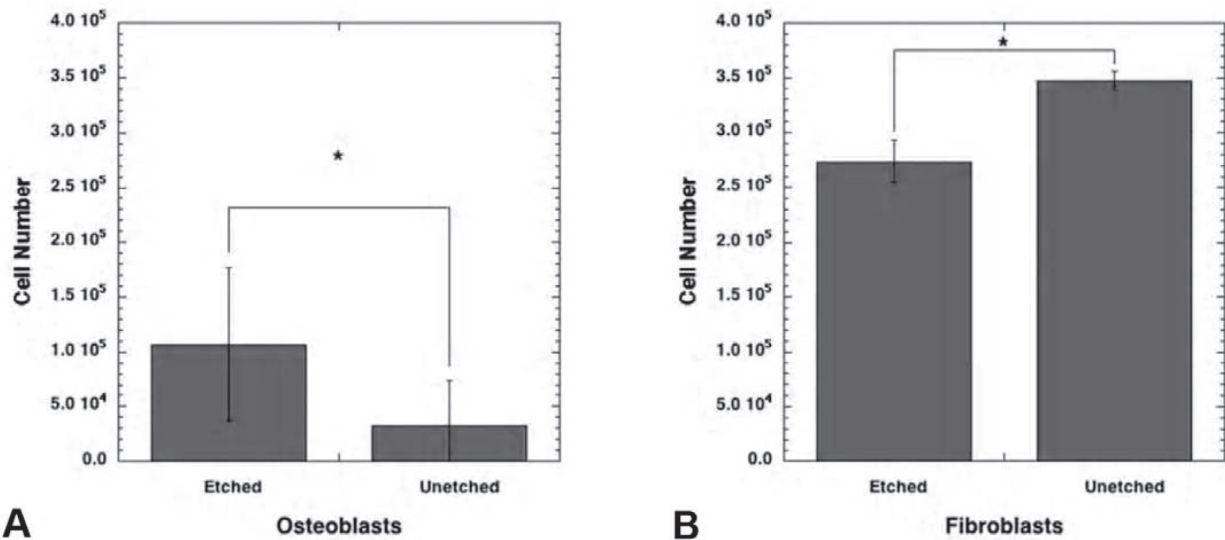 4.0 10⁵
3.5 10⁵
3.0 10⁵
2.5 10⁵
2.0 10⁵
1.5 10⁵
1.0 10⁵
5.0 10⁴
0.0
Cell Number
*
Etched Unetched
Osteoblasts
A
4.0 10⁵
3.5 10⁵
3.0 10⁵
2.5 10⁵
2.0 10⁵
1.5 10⁵
1.0 10⁵
5.0 10⁴
0.0
Cell Number
*
Etched Unetched
Fibroblasts
B